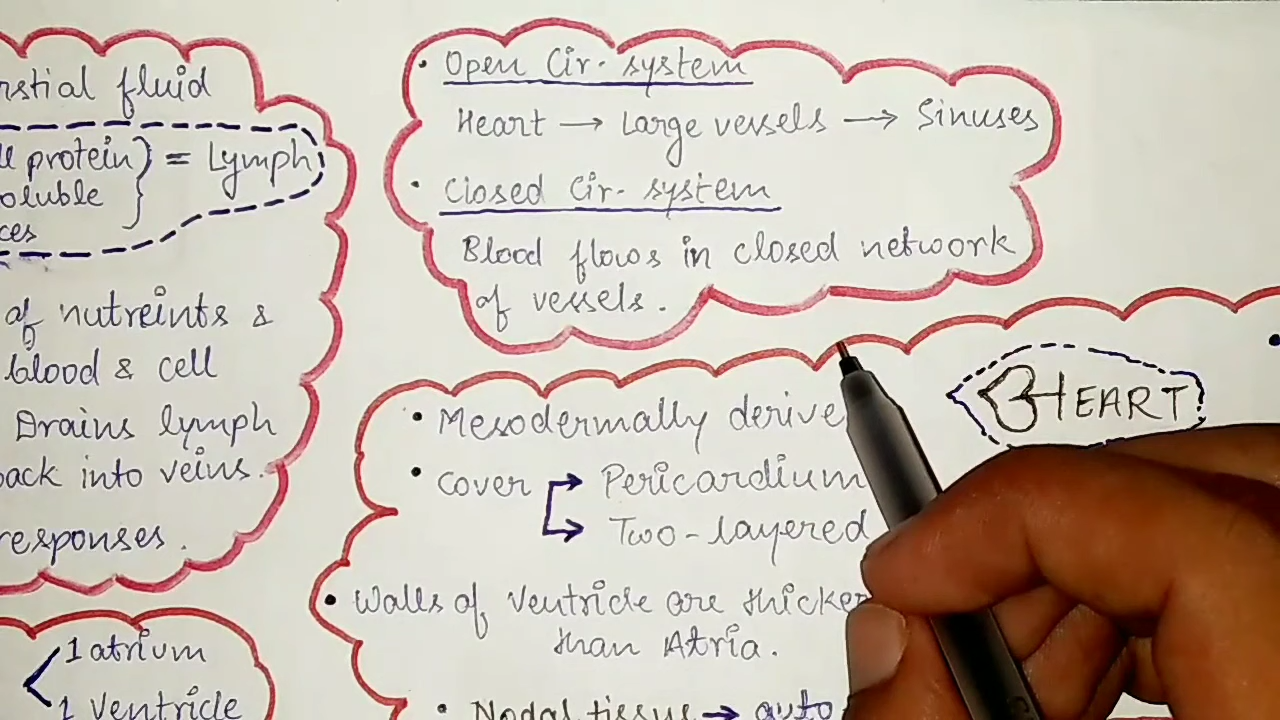 rstial fluid
protein } = Lymph
oluble
ces
of nutreints &
blood & cell
Drains lymph
back into veins.
responses.
1 atrium
1 ventricle
• Open Cir. system
Heart → Large vessels → Sinuses
• Closed Cir. system
Blood flows in closed network
of vessels.
HEART
• Mesodermally derive
• Cover → Pericardium
→ Two-layered
• Walls of Ventricle are thicker
than Atria.
• Nodal tissue → auto